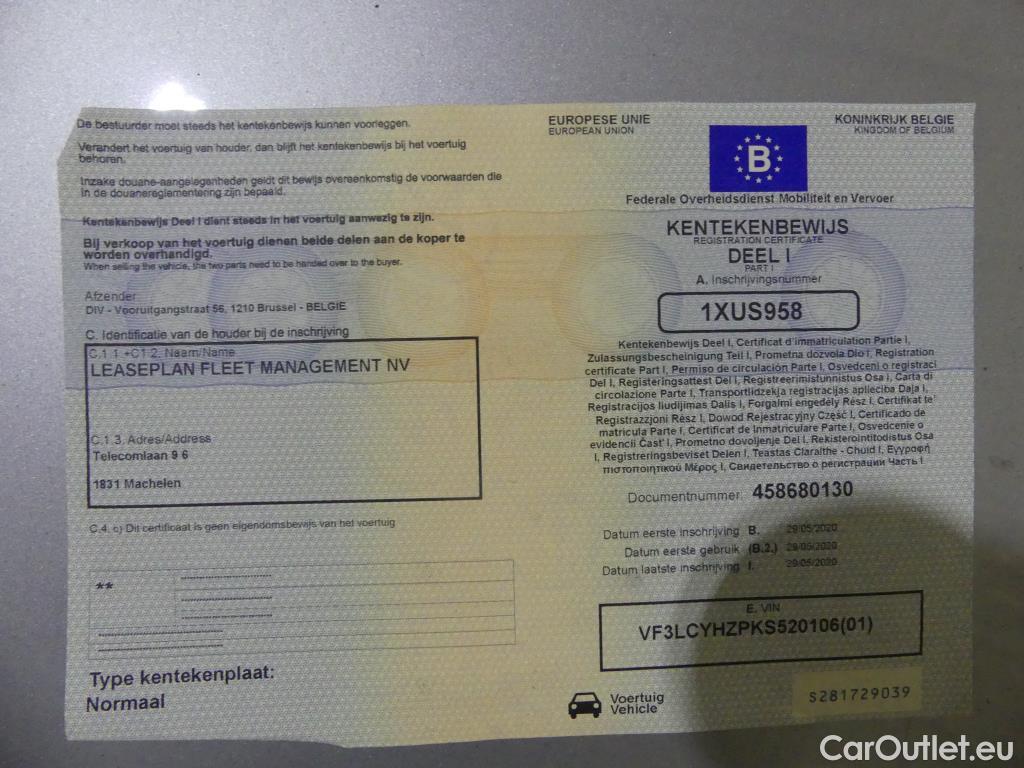 De bestuurder moet steeds het kentekenbewijs kunnen voorleggen.
Verandert het voertuig van houder, dan blijft het kentekenbewijs bij het voertuig
behoren.
Inzake douane-aangelegenheden geldt dit bewijs overeenkomstig de voorwaarden die
in de douanereglementering zijn bepaald.
Kentekenbewijs Deel I dient steeds in het voertuig aanwezig te zijn.
Bij verkoop van het voertuig dienen beide delen aan de koper te
worden overhandigd.
When selling the vehicle, the two parts need to be handed over to the buyer.
Afzender
DIV - Vooruitgangstraat 56, 1210 Brussel - BELGIE
C. Identificatie van de houder bij de inschrijving
C.1.1.+C1.2. Naam/Name
LEASEPLAN FLEET MANAGEMENT NV
C.1.3. Adres/Address
Telecomlaan 9 6
1831 Machelen
C.4. c) Dit certificaat is geen eigendomsbewijs van het voertuig
**
Type kentekenplaat:
Normaal
EUROPESE UNIE
EUROPEAN UNION
KONINKRIJK BELGIE
KINGDOM OF BELGIUM
B
Federale Overheidsdienst Mobiliteit en Vervoer
KENTEKENBEWIJS
REGISTRATION CERTIFICATE
DEEL I
PART I
A. Inschrijvingsnummer
1XUS958
Kentekenbewijs Deel I, Certificat d'immatriculation Partie I,
Zulassungsbescheinigung Teil I, Prometna dozvola Dio I, Registration
certificate Part I, Permiso de circulación Parte I, Osvedceni o registraci
Del I, Registeringsattest Del I, Registreerimistunnistus Osa I, Carta di
circolazione Parte I, Transportlidzekja registracijas aplieciba Daja I,
Registracijos liudijimas Dalis I, Forgalmi engedély Rész I, Certifikat te'
Registrazzjoni Rész I, Dowod Rejestracyjny Część I, Certificado de
matricula Parte I, Certificat de Inmatriculare Parte I, Osvedcenie o
evidencii Cast' I, Prometno dovoljenje Del I, Rekisterointitodistus Osa
I, Registreringsbeviset Delen I, Teastas Claraithe - Chuid I, Εγγραφή
πιστοποιητικού Μέρος I, Свидетельство о регистрации Часть I
Documentnummer 458680130
Datum eerste inschrijving B. 29/05/2020
Datum eerste gebruik (B.2.) 29/05/2020
Datum laatste inschrijving I. 29/05/2020
E. VIN
VF3LCYHZPKS520106(01)
Voertuig
Vehicle
S281729039
CarOutlet.eu